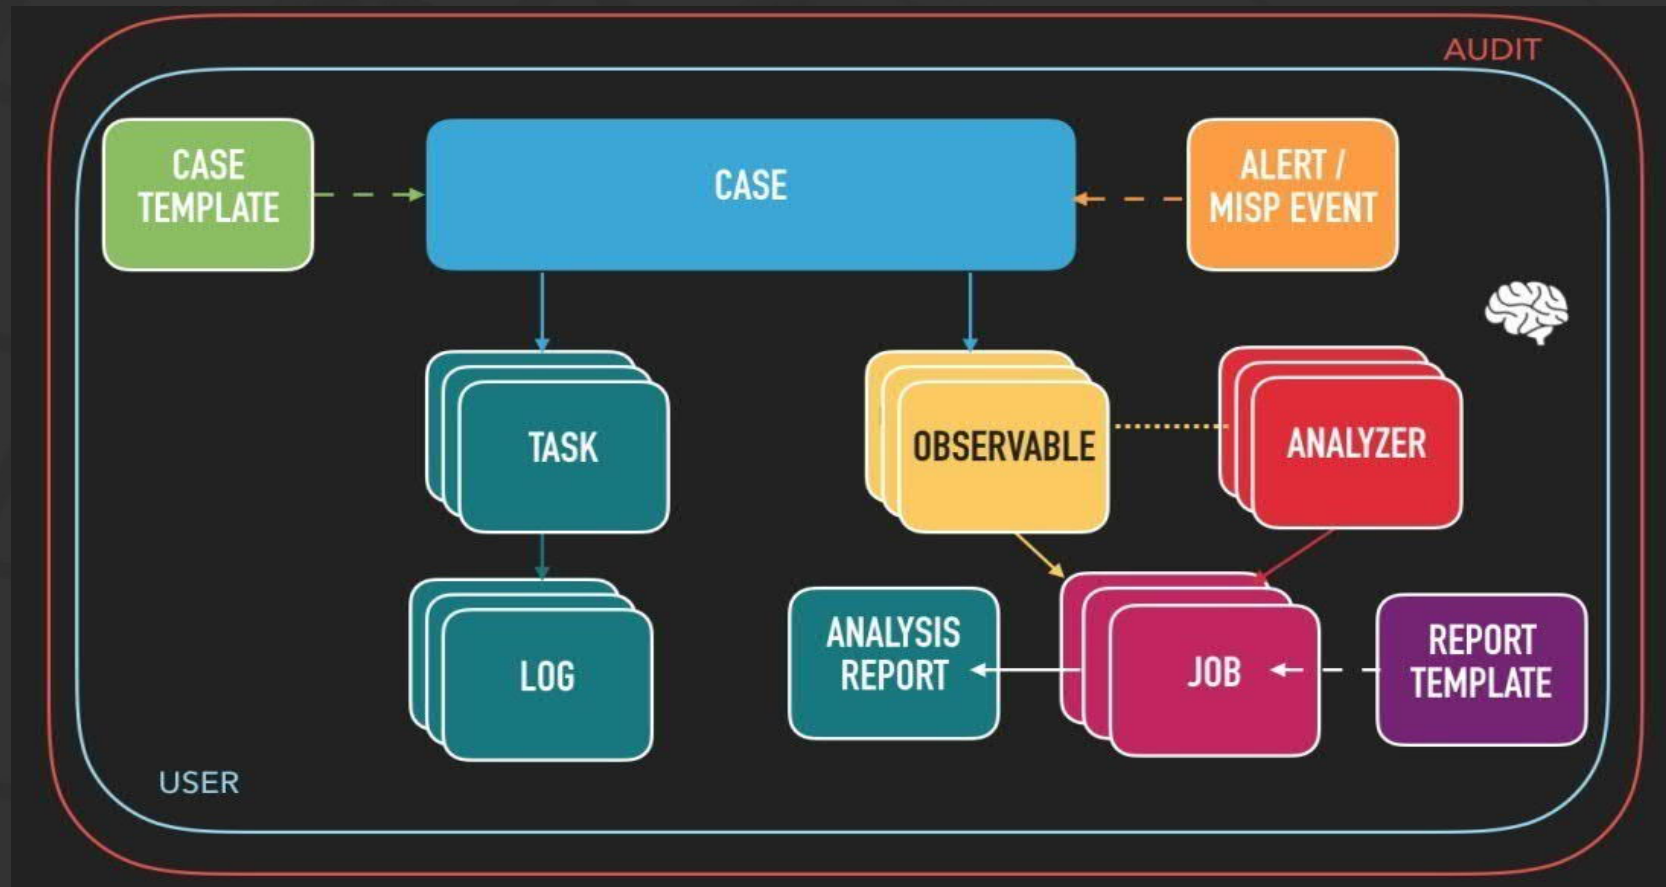 AUDIT
CASE
TEMPLATE
CASE
ALERT /
MISP EVENT
TASK
OBSERVABLE
ANALYZER
LOG
ANALYSIS
REPORT
JOB
REPORT
TEMPLATE
USER